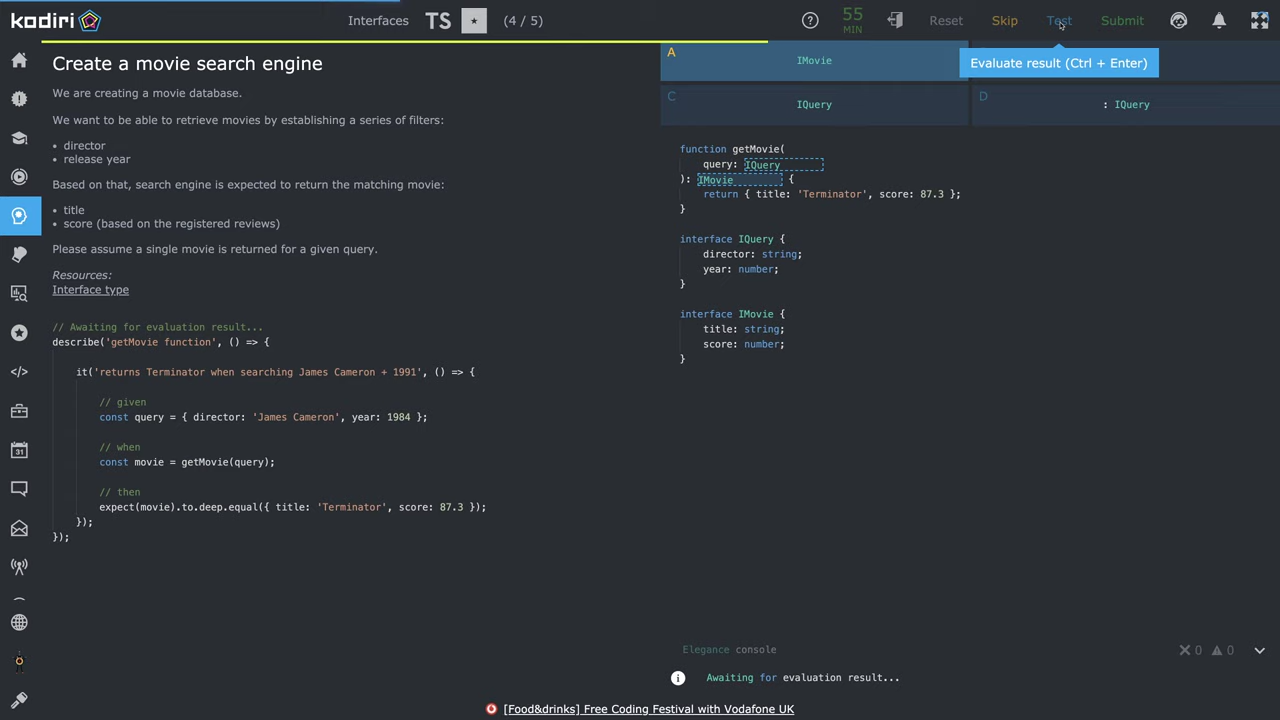 kodiri
Interfaces TS (4 / 5)
55
MIN
Reset Skip Test Submit
Evaluate result (Ctrl + Enter)
A IMovie
C IQuery
D : IQuery
Create a movie search engine
We are creating a movie database.
We want to be able to retrieve movies by establishing a series of filters:
• director
• release year
Based on that, search engine is expected to return the matching movie:
• title
• score (based on the registered reviews)
Please assume a single movie is returned for a given query.
Resources:
Interface type
// Awaiting for evaluation result...
describe('getMovie function', () => {
it('returns Terminator when searching James Cameron + 1991', () => {
// given
const query = { director: 'James Cameron', year: 1984 };
// when
const movie = getMovie(query);
// then
expect(movie).to.deep.equal({ title: 'Terminator', score: 87.3 });
});
});
function getMovie(
query: IQuery
): IMovie {
return { title: 'Terminator', score: 87.3 };
}
interface IQuery {
director: string;
year: number;
}
interface IMovie {
title: string;
score: number;
}
31
Elegance console
0 0
Awaiting for evaluation result...
[Food&drinks] Free Coding Festival with Vodafone UK